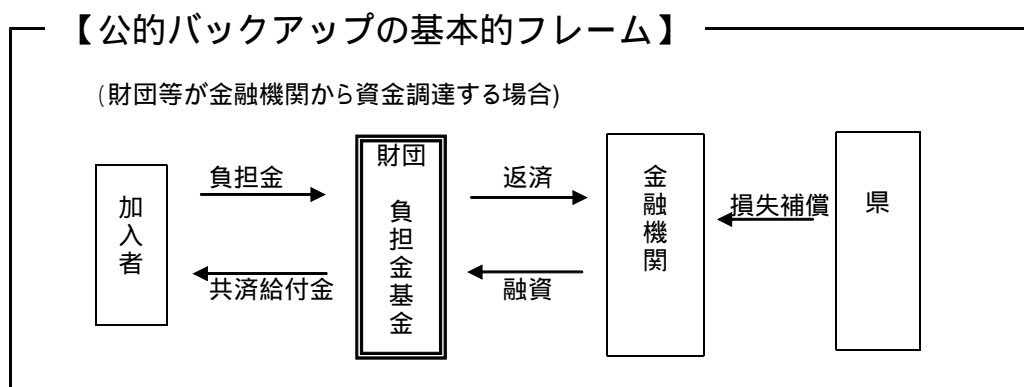 【公的バックアップの基本的フレーム】
(財団等が金融機関から資金調達する場合)
加入者
負担金
共済給付金
財団
負担金基金
返済
融資
金融機関
損失補償
県